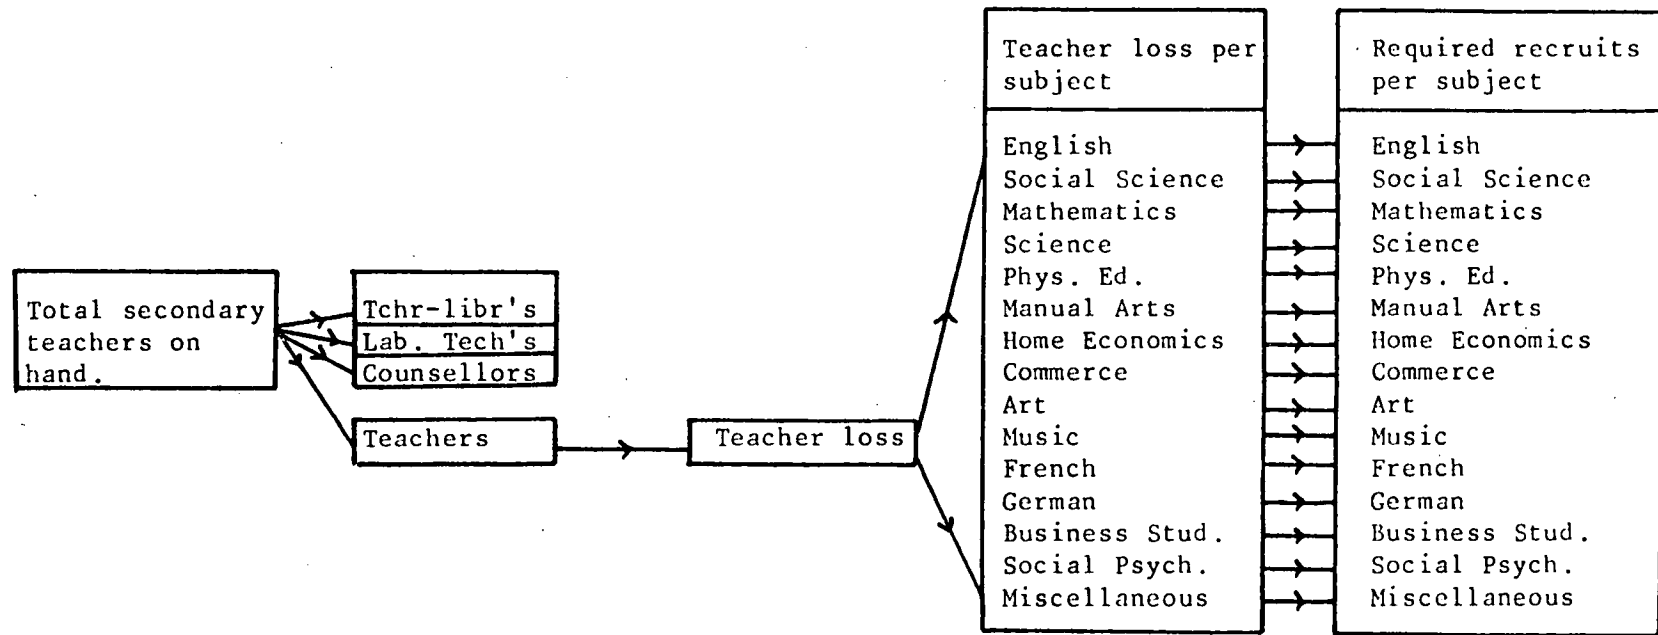 Total secondary
teachers on
hand.
Tchr-libr's
Lab. Tech's
Counsellors
Teachers
Teacher loss
Teacher loss per
subject
English
Social Science
Mathematics
Science
Phys. Ed.
Manual Arts
Home Economics
Commerce
Art
Music
French
German
Business Stud.
Social Psych.
Miscellaneous
Required recruits
per subject
English
Social Science
Mathematics
Science
Phys. Ed.
Manual Arts
Home Economics
Commerce
Art
Music
French
German
Business Stud.
Social Psych.
Miscellaneous